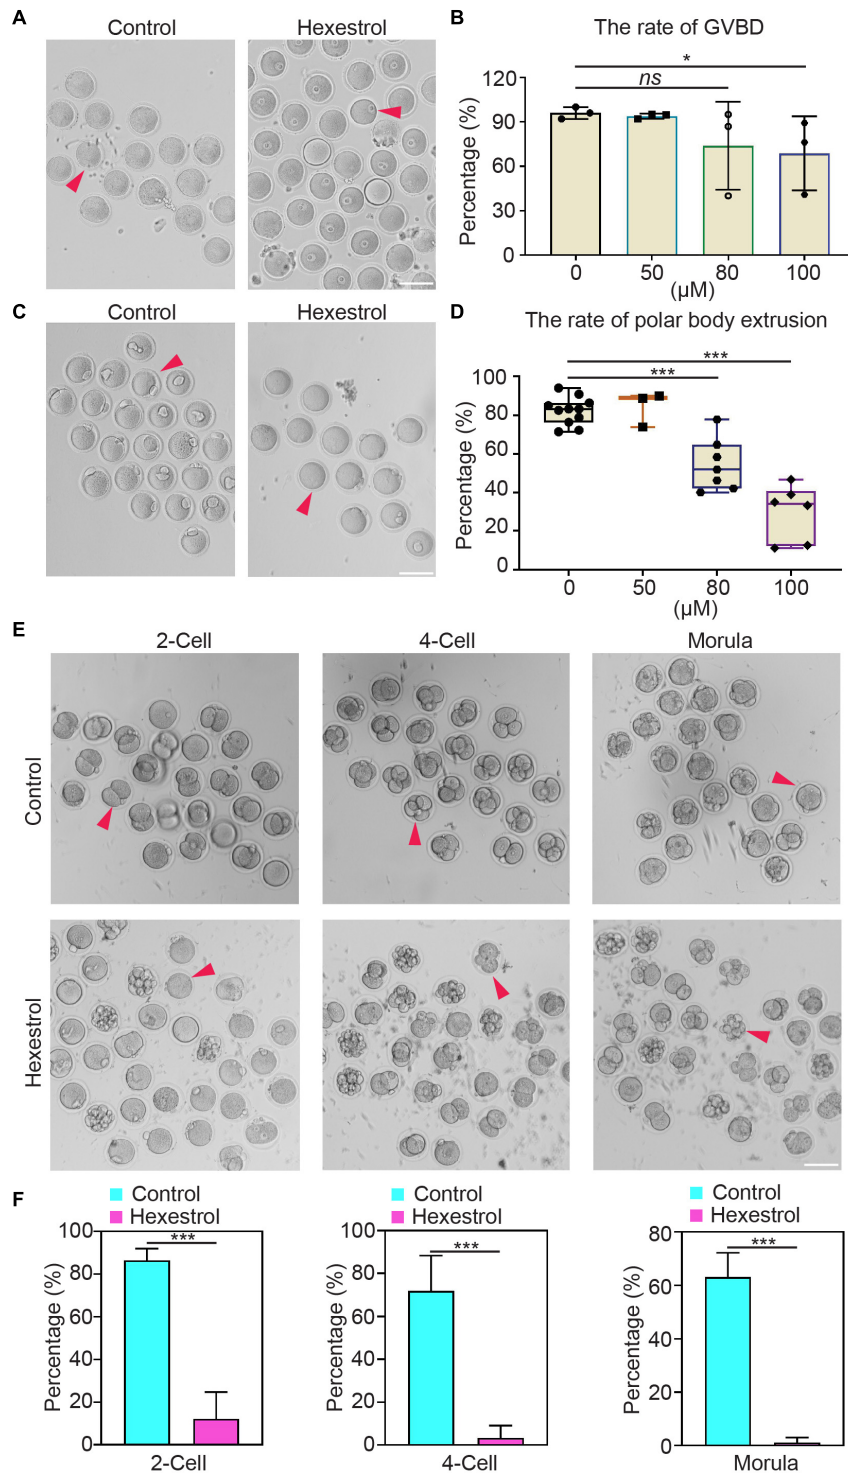 A
Control
Hexestrol
B
The rate of GVBD
*
ns
120
90
60
30
0
Percentage (%)
0
50
80
100
(µM)
C
Control
Hexestrol
D
The rate of polar body extrusion
***
***
100
80
60
40
20
0
Percentage (%)
0
50
80
100
(µM)
E
2-Cell
4-Cell
Morula
Control
Hexestrol
F
Control
Hexestrol
***
100
80
60
40
20
0
Percentage (%)
2-Cell
Control
Hexestrol
***
100
80
60
40
20
0
Percentage (%)
4-Cell
Control
Hexestrol
***
80
60
40
20
0
Percentage (%)
Morula